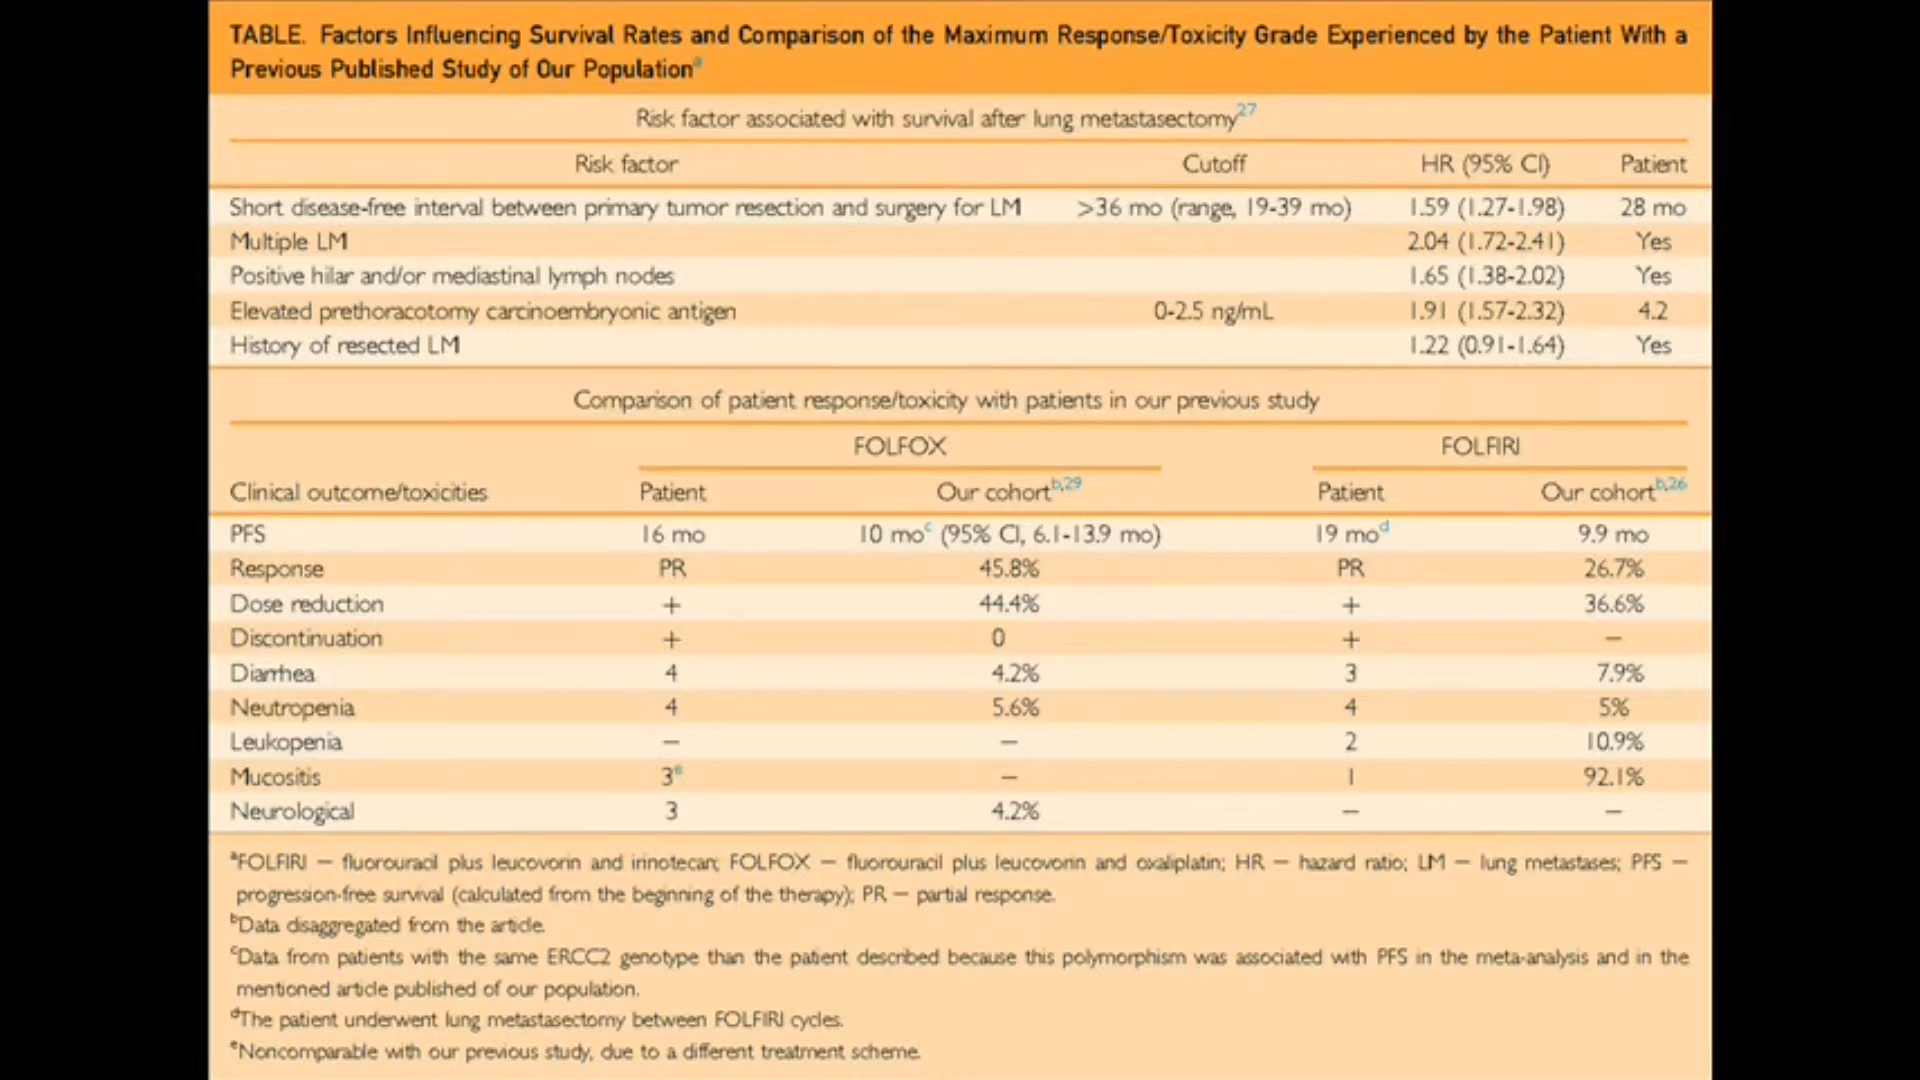 TABLE. Factors Influencing Survival Rates and Comparison of the Maximum Response/Toxicity Grade Experienced by the Patient With a
Previous Published Study of Our Populationᵃ
Risk factor associated with survival after lung metastasectomy²⁷
Risk factor Cutoff HR (95% CI) Patient
Short disease-free interval between primary tumor resection and surgery for LM >36 mo (range, 19-39 mo) 1.59 (1.27-1.98) 28 mo
Multiple LM 2.04 (1.72-2.41) Yes
Positive hilar and/or mediastinal lymph nodes 1.65 (1.38-2.02) Yes
Elevated prethoracotomy carcinoembryonic antigen 0-2.5 ng/mL 1.91 (1.57-2.32) 4.2
History of resected LM 1.22 (0.91-1.64) Yes
Comparison of patient response/toxicity with patients in our previous study
FOLFOX FOLFIRI
Clinical outcome/toxicities Patient Our cohortᵇ,²⁹ Patient Our cohortᵇ,²⁶
PFS 16 mo 10 moᶜ (95% CI, 6.1-13.9 mo) 19 moᵈ 9.9 mo
Response PR 45.8% PR 26.7%
Dose reduction + 44.4% + 36.6%
Discontinuation + 0 + —
Diarrhea 4 4.2% 3 7.9%
Neutropenia 4 5.6% 4 5%
Leukopenia — — 2 10.9%
Mucositis 3ᵉ — 1 92.1%
Neurological 3 4.2% — —
ᵃFOLFIRI — fluorouracil plus leucovorin and irinotecan; FOLFOX — fluorouracil plus leucovorin and oxaliplatin; HR — hazard ratio; LM — lung metastases; PFS —
progression-free survival (calculated from the beginning of the therapy); PR — partial response.
ᵇData disaggregated from the article.
ᶜData from patients with the same ERCC2 genotype than the patient described because this polymorphism was associated with PFS in the meta-analysis and in the
mentioned article published of our population.
ᵈThe patient underwent lung metastasectomy between FOLFIRI cycles.
ᵉNoncomparable with our previous study, due to a different treatment scheme.